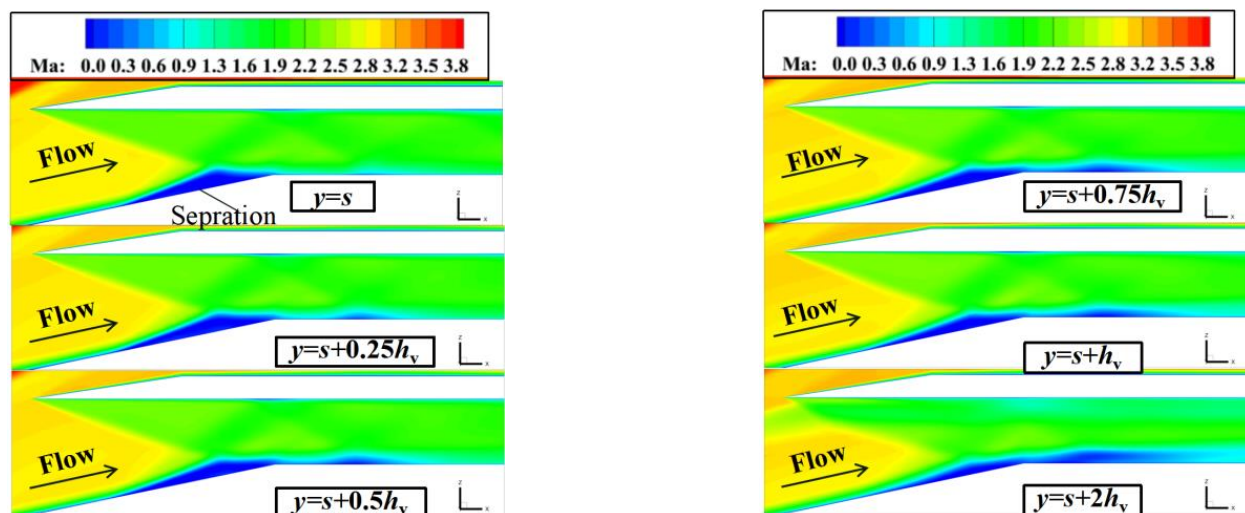 Ma: 0.0 0.3 0.6 0.9 1.3 1.6 1.9 2.2 2.5 2.8 3.2 3.5 3.8
Flow
Sepration
y=s
z
x
Flow
y=s+0.25hv
z
x
Flow
y=s+0.5hv
z
x
Ma: 0.0 0.3 0.6 0.9 1.3 1.6 1.9 2.2 2.5 2.8 3.2 3.5 3.8
Flow
y=s+0.75hv
z
x
Flow
y=s+hv
z
x
Flow
y=s+2hv
z
x